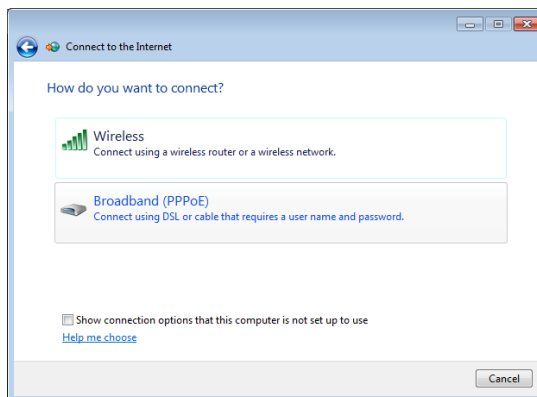 Connect to the Internet
How do you want to connect?
Wireless
Connect using a wireless router or a wireless network.
Broadband (PPPoE)
Connect using DSL or cable that requires a user name and password.
Show connection options that this computer is not set up to use
Help me choose
Cancel